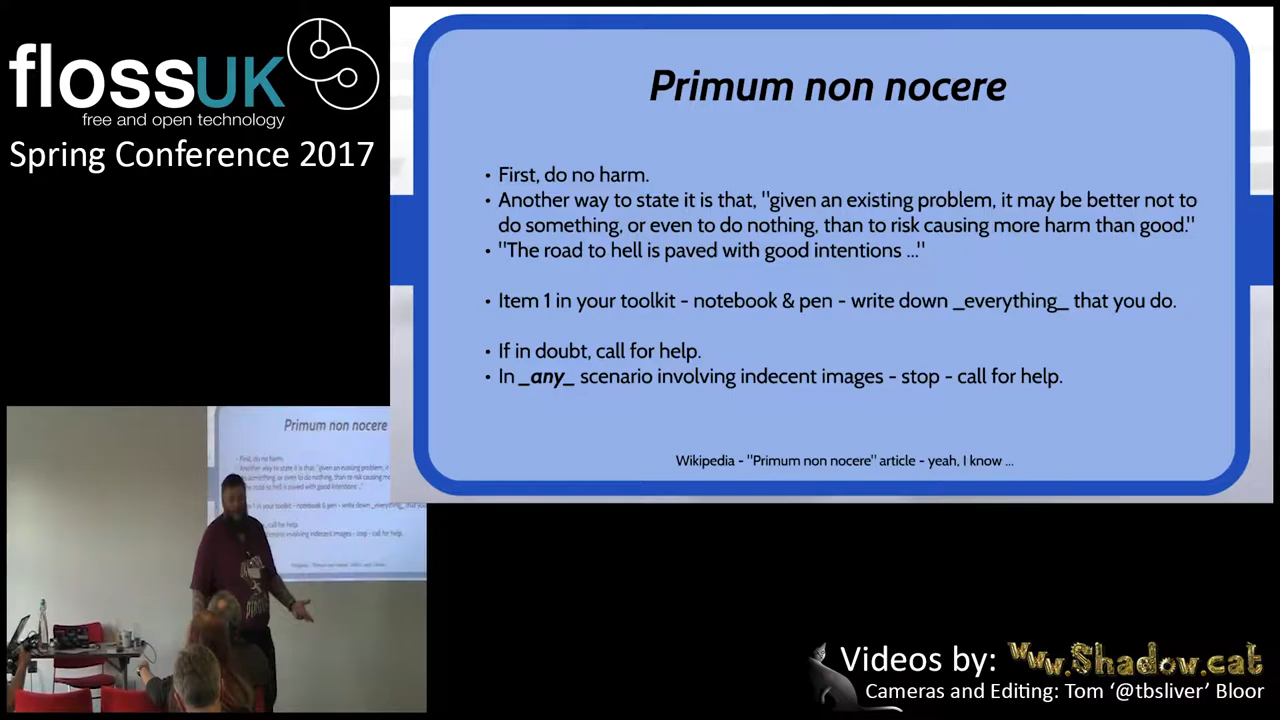 flossUK
free and open technology
Spring Conference 2017
Primum non nocere
• First, do no harm.
• Another way to state it is that, "given an existing problem, it may be better not to
do something, or even to do nothing, than to risk causing more harm than good."
• "The road to hell is paved with good intentions ..."
• Item 1 in your toolkit - notebook & pen - write down _everything_ that you do.
• If in doubt, call for help.
• In _any_ scenario involving indecent images - stop - call for help.
Wikipedia - "Primum non nocere" article - yeah, I know ...
Primum non nocere
First, do no harm.
Videos by: Www.Shadow.cat
Cameras and Editing: Tom '@tbsliver' Bloor